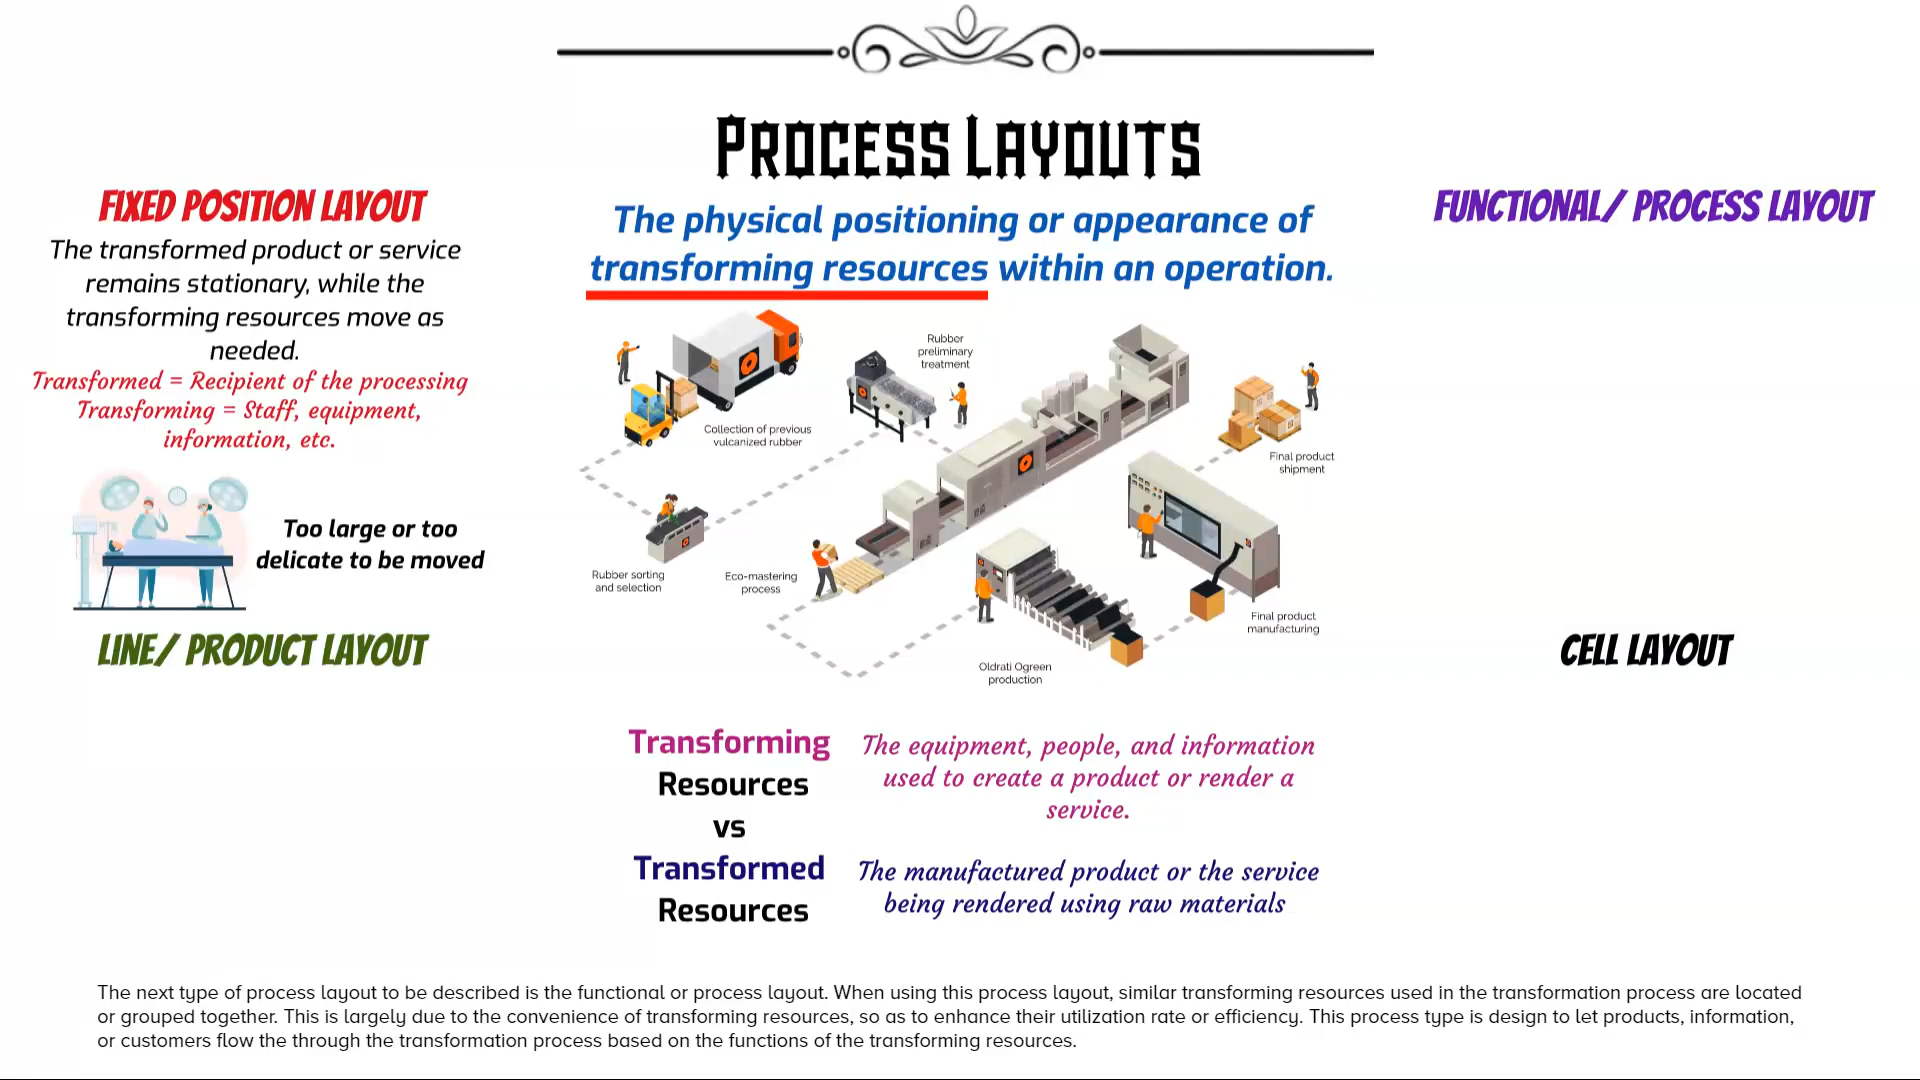 PROCESS LAYOUTS
The physical positioning or appearance of
transforming resources within an operation.
FIXED POSITION LAYOUT
The transformed product or service
remains stationary, while the
transforming resources move as
needed.
Transformed = Recipient of the processing
Transforming = Staff, equipment,
information, etc.
Too large or too
delicate to be moved
LINE/ PRODUCT LAYOUT
Collection of previous
vulcanized rubber
Rubber
preliminary
treatment
Rubber sorting
and selection
Eco-mastering
process
Oldrati Ogreen
production
Final product
manufacturing
Final product
shipment
FUNCTIONAL/ PROCESS LAYOUT
CELL LAYOUT
Transforming
Resources
vs
Transformed
Resources
The equipment, people, and information
used to create a product or render a
service.
The manufactured product or the service
being rendered using raw materials
The next type of process layout to be described is the functional or process layout. When using this process layout, similar transforming resources used in the transformation process are located
or grouped together. This is largely due to the convenience of transforming resources, so as to enhance their utilization rate or efficiency. This process type is design to let products, information,
or customers flow the through the transformation process based on the functions of the transforming resources.